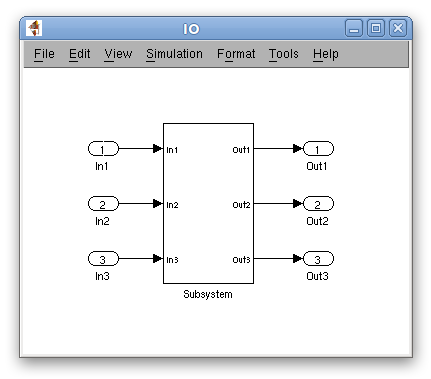 IO
File Edit View Simulation Format Tools Help
1 In1 Out1 1
In1 Out1
2 In2 Out2 2
In2 Out2
3 In3 Out3 3
In3 Out3
Subsystem